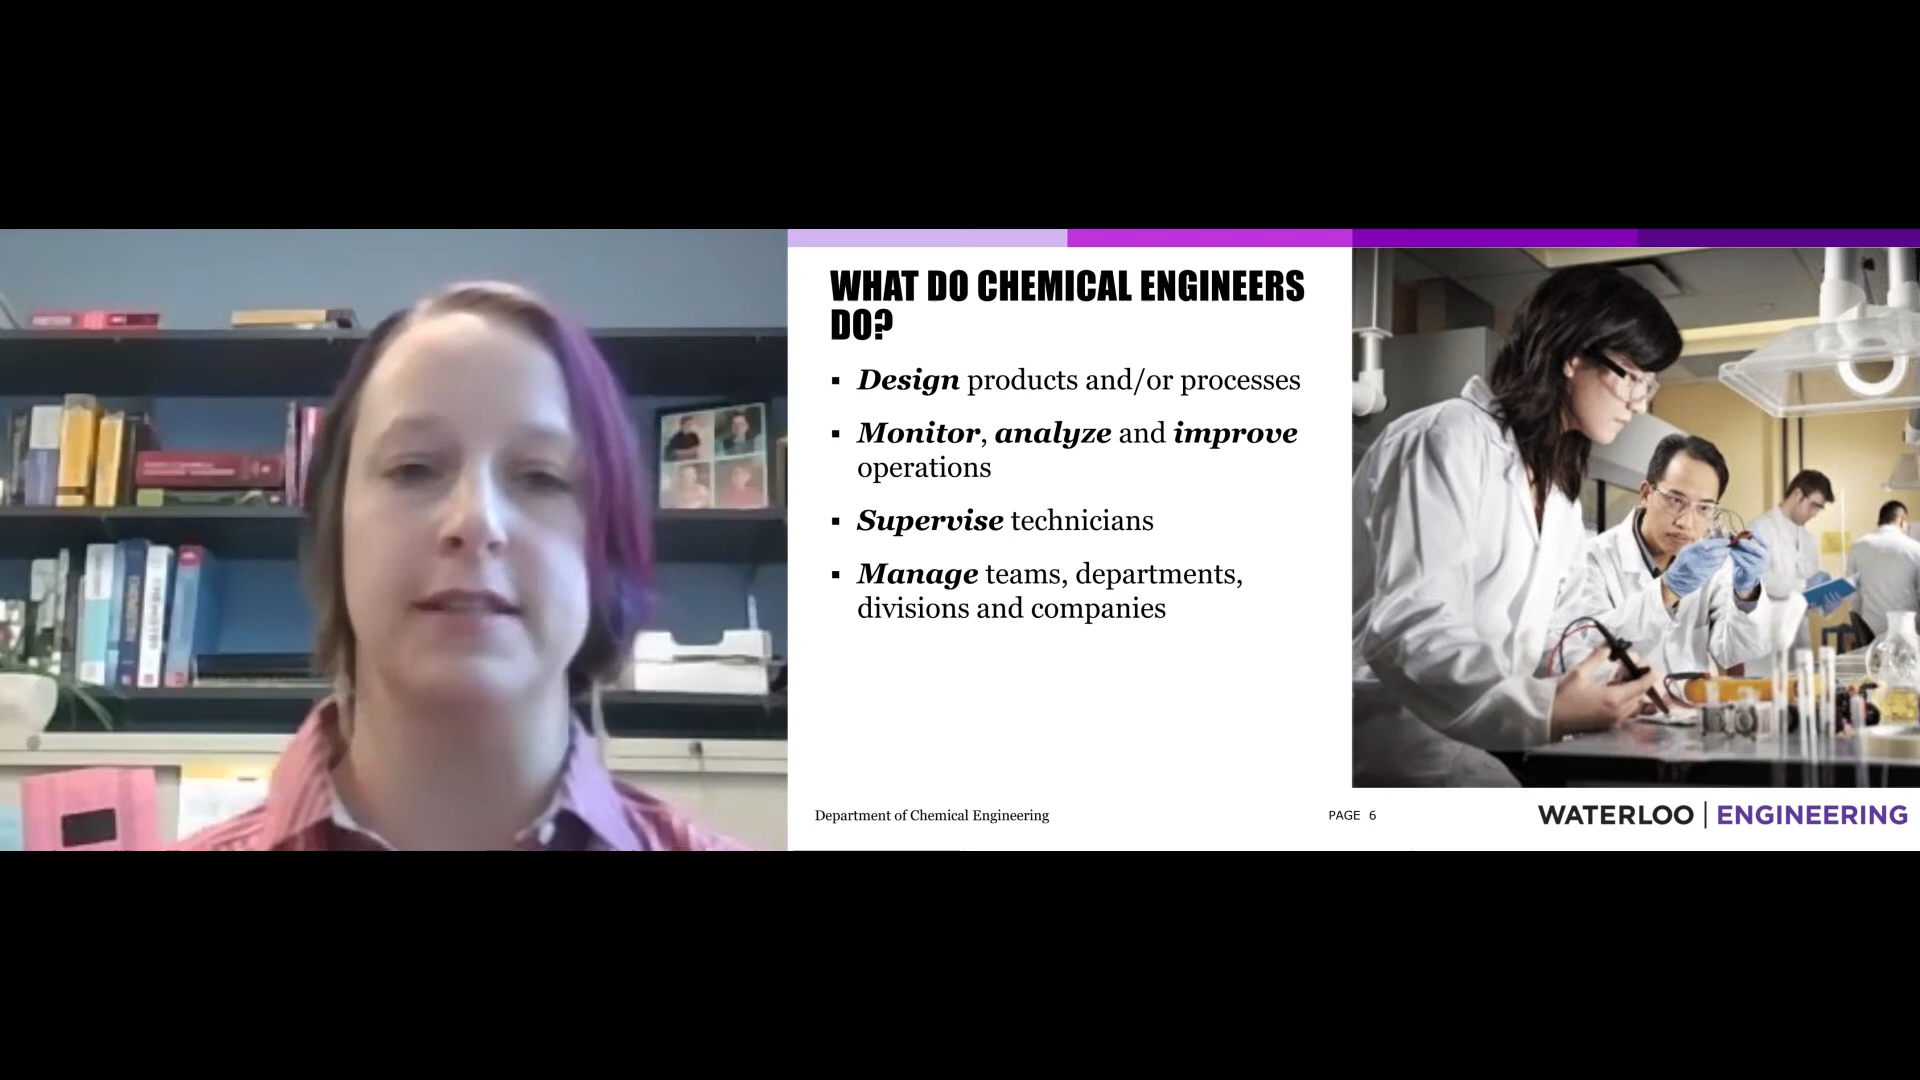 WHAT DO CHEMICAL ENGINEERS
DO?
▪ Design products and/or processes
▪ Monitor, analyze and improve
operations
▪ Supervise technicians
▪ Manage teams, departments,
divisions and companies
Department of Chemical Engineering
PAGE 6
WATERLOO | ENGINEERING